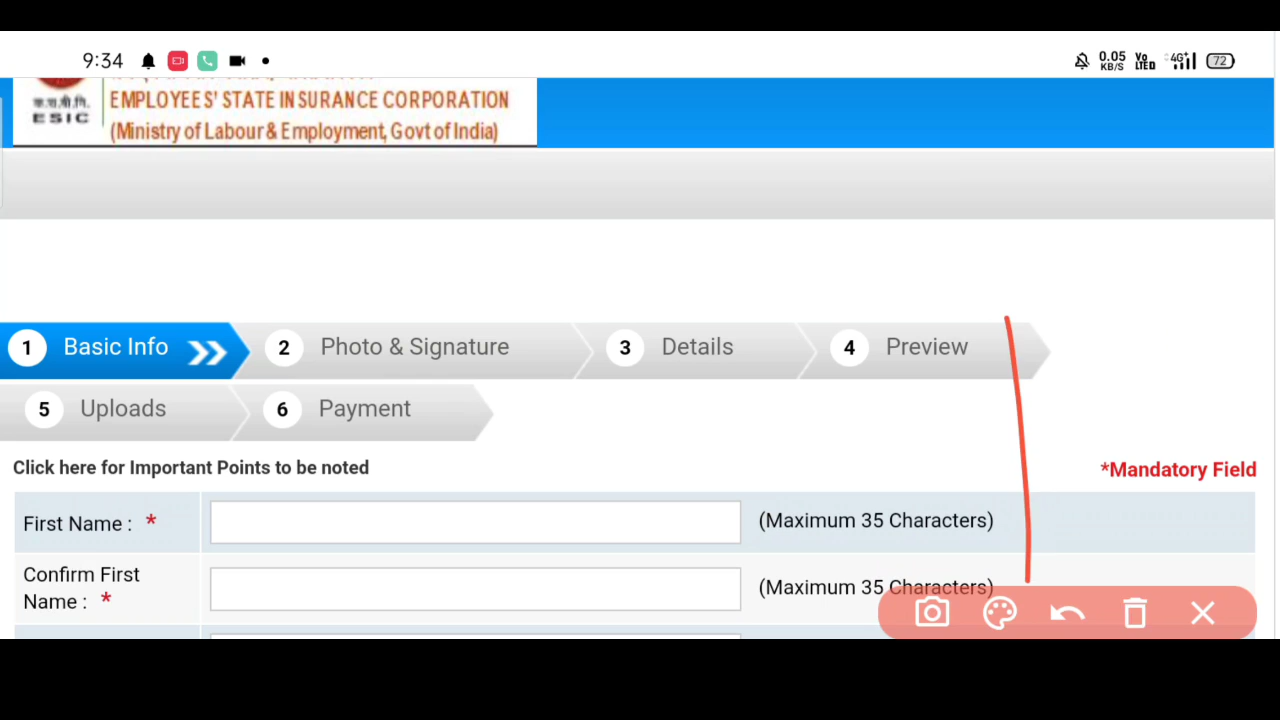 9:34
0.05 KB/S VoLTED 4G+ 72
क.रा.बी.नि.
ESIC
EMPLOYEES' STATE INSURANCE CORPORATION
(Ministry of Labour & Employment, Govt of India)
1 Basic Info 2 Photo & Signature 3 Details 4 Preview
5 Uploads 6 Payment
Click here for Important Points to be noted *Mandatory Field
First Name : * (Maximum 35 Characters)
Confirm First Name : * (Maximum 35 Characters)